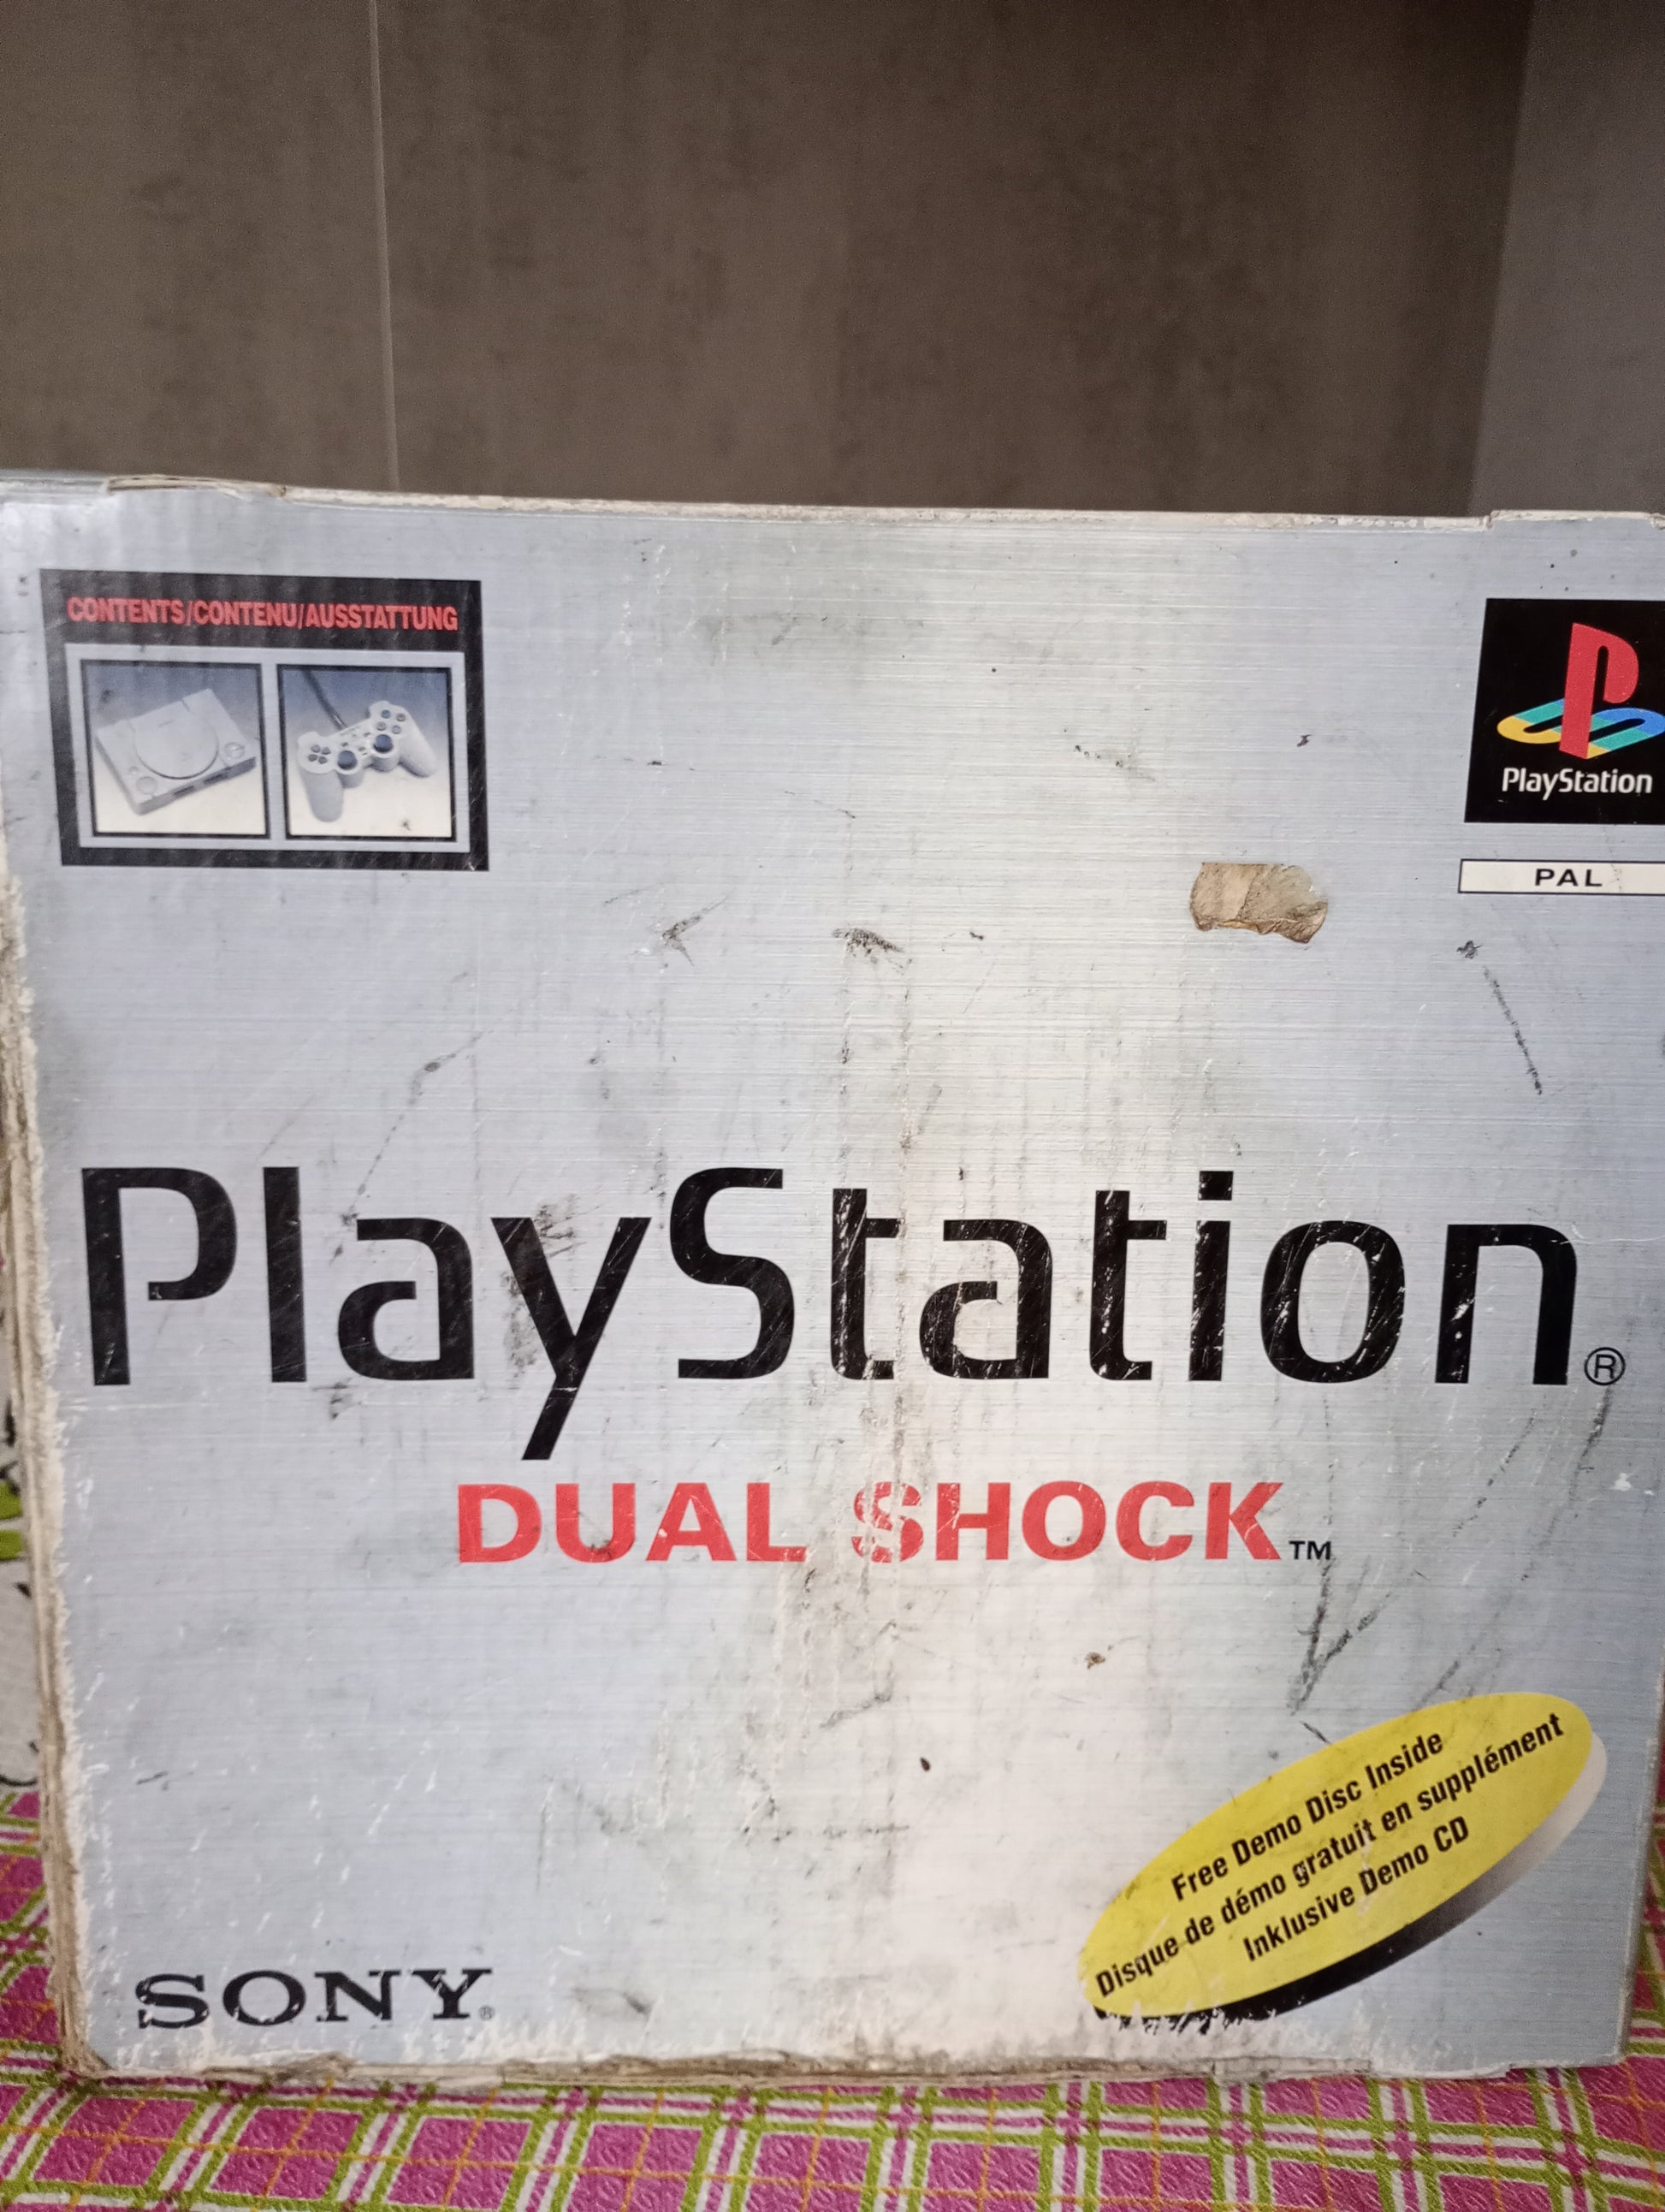 CONTENTS/CONTENU/AUSSTATTUNG
PlayStation
PAL
PlayStation®
DUAL SHOCK™
Free Demo Disc Inside
Disque de démo gratuit en supplément
Inklusive Demo CD
SONY®